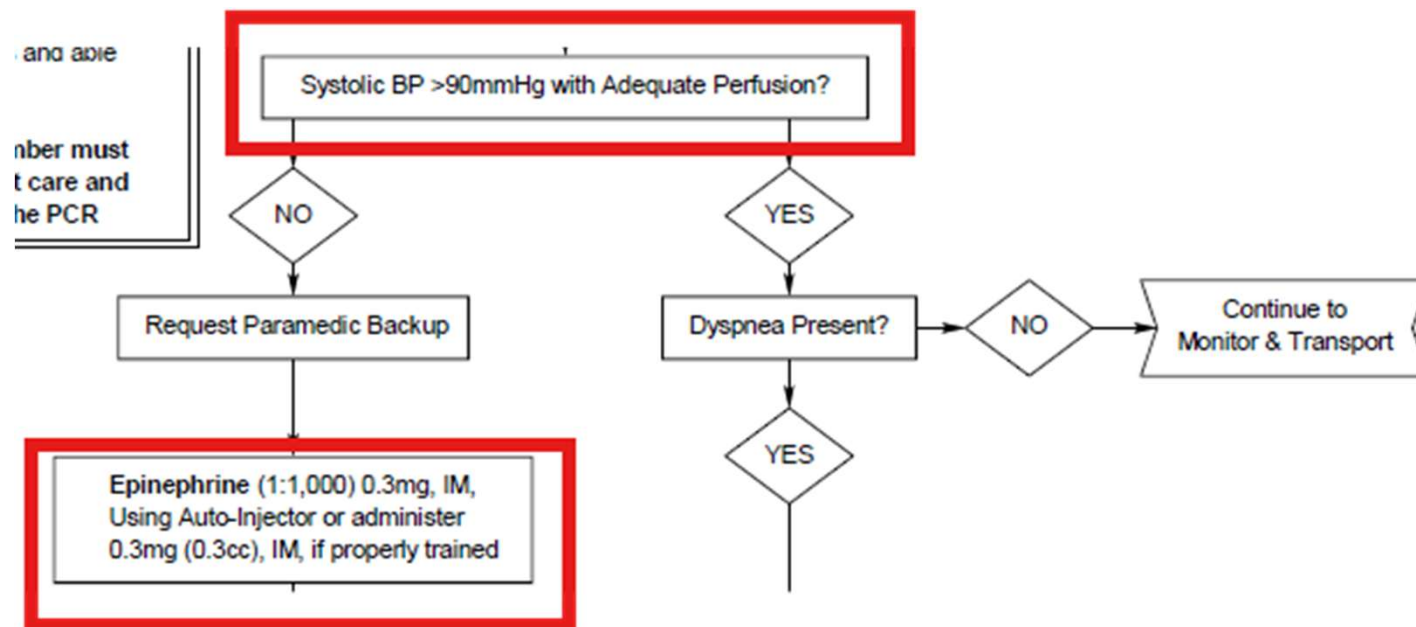 and able
Systolic BP >90mmHg with Adequate Perfusion?
must
care and
PCR
NO
YES
Request Paramedic Backup
Dyspnea Present?
NO
Continue to
Monitor & Transport
YES
Epinephrine (1:1,000) 0.3mg, IM,
Using Auto-Injector or administer
0.3mg (0.3cc), IM, if properly trained